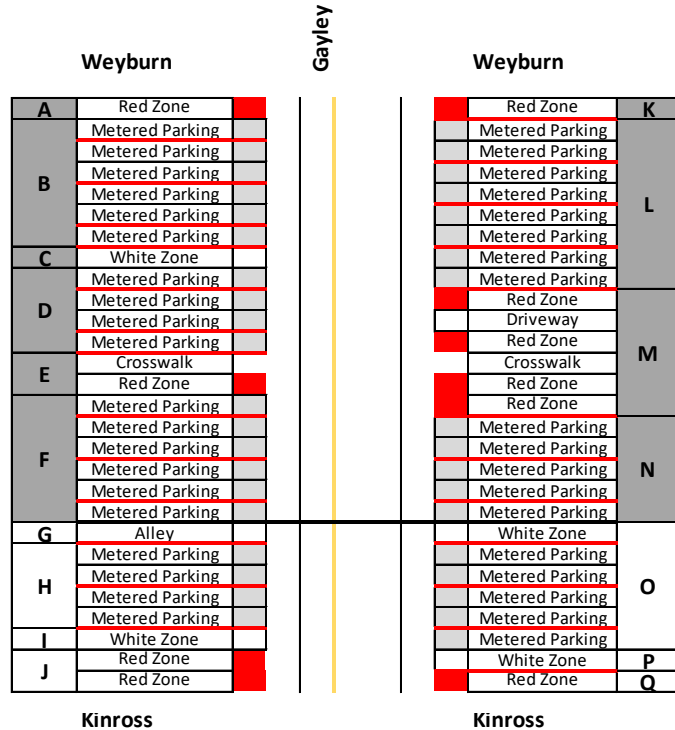 Gayley
Weyburn
A
Red Zone
B
Metered Parking
Metered Parking
Metered Parking
Metered Parking
Metered Parking
Metered Parking
C
White Zone
D
Metered Parking
Metered Parking
Metered Parking
Metered Parking
E
Crosswalk
Red Zone
F
Metered Parking
Metered Parking
Metered Parking
Metered Parking
Metered Parking
Metered Parking
G
Alley
H
Metered Parking
Metered Parking
Metered Parking
Metered Parking
I
White Zone
J
Red Zone
Red Zone
Kinross
Weyburn
Red Zone
K
Metered Parking
Metered Parking
Metered Parking
Metered Parking
Metered Parking
Metered Parking
Metered Parking
Metered Parking
L
Red Zone
Driveway
Red Zone
Crosswalk
Red Zone
Red Zone
M
Metered Parking
Metered Parking
Metered Parking
Metered Parking
Metered Parking
N
White Zone
Metered Parking
Metered Parking
Metered Parking
Metered Parking
Metered Parking
O
White Zone
P
Red Zone
Q
Kinross